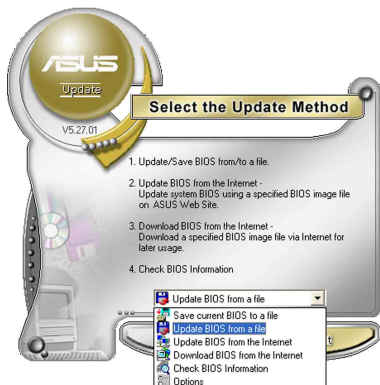 ASUS
Update
V5.27.01
Select the Update Method
1. Update/Save BIOS from/to a file.
2. Update BIOS from the Internet -
Update system BIOS using a specified BIOS image file
on ASUS Web Site.
3. Download BIOS from the Internet -
Download a specified BIOS image file via Internet for
later usage.
4. Check BIOS Information
Update BIOS from a file
Save current BIOS to a file
Update BIOS from a file
Update BIOS from the Internet
Download BIOS from the Internet
Check BIOS Information
Options